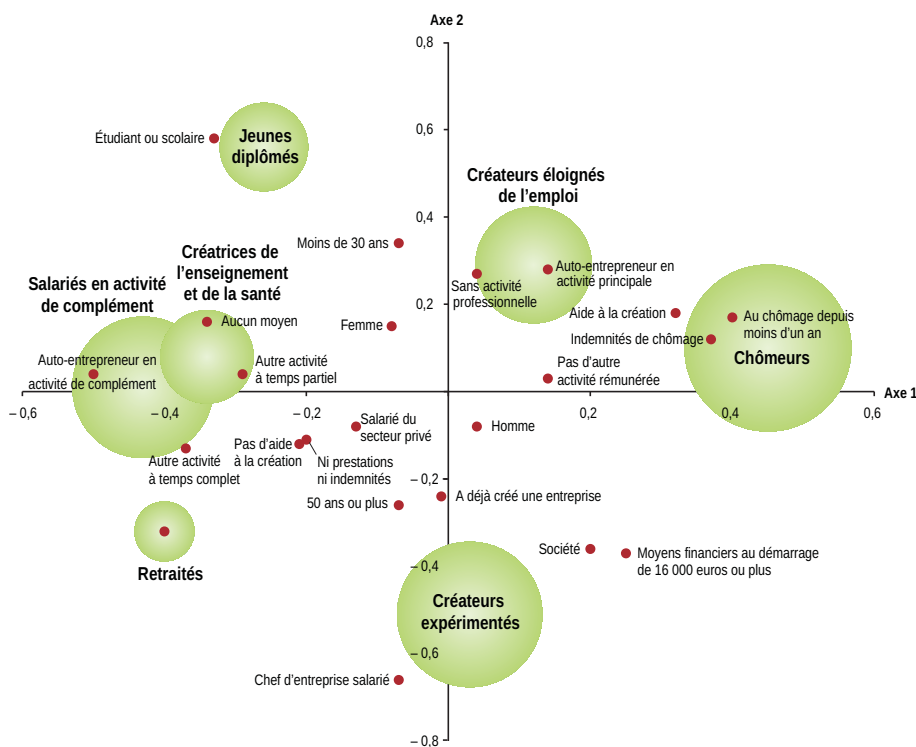 Axe 2
0,8
0,6
Étudiant ou scolaire
Jeunes
diplômés
Créateurs éloignés
de l'emploi
0,4
Moins de 30 ans
Créatrices de
l'enseignement
et de la santé
Salariés en activité
de complément
Sans activité
professionnelle
Auto-entrepreneur en
activité principale
0,2
Aucun moyen
Femme
Aide à la création
Au chômage depuis
moins d'un an
Indemnités de chômage
Chômeurs
Auto-entrepreneur en
activité de complément
Autre activité
à temps partiel
Pas d'autre
activité rémunérée
Axe 1
– 0,6
– 0,4
– 0,2
0,2
0,4
0,6
Salarié du
secteur privé
Homme
Autre activité
à temps complet
Pas d'aide
à la création
Ni prestations
ni indemnités
– 0,2
50 ans ou plus
A déjà créé une entreprise
Société
Moyens financiers au démarrage
de 16 000 euros ou plus
Retraités
– 0,4
Créateurs
expérimentés
– 0,6
Chef d'entreprise salarié
– 0,8